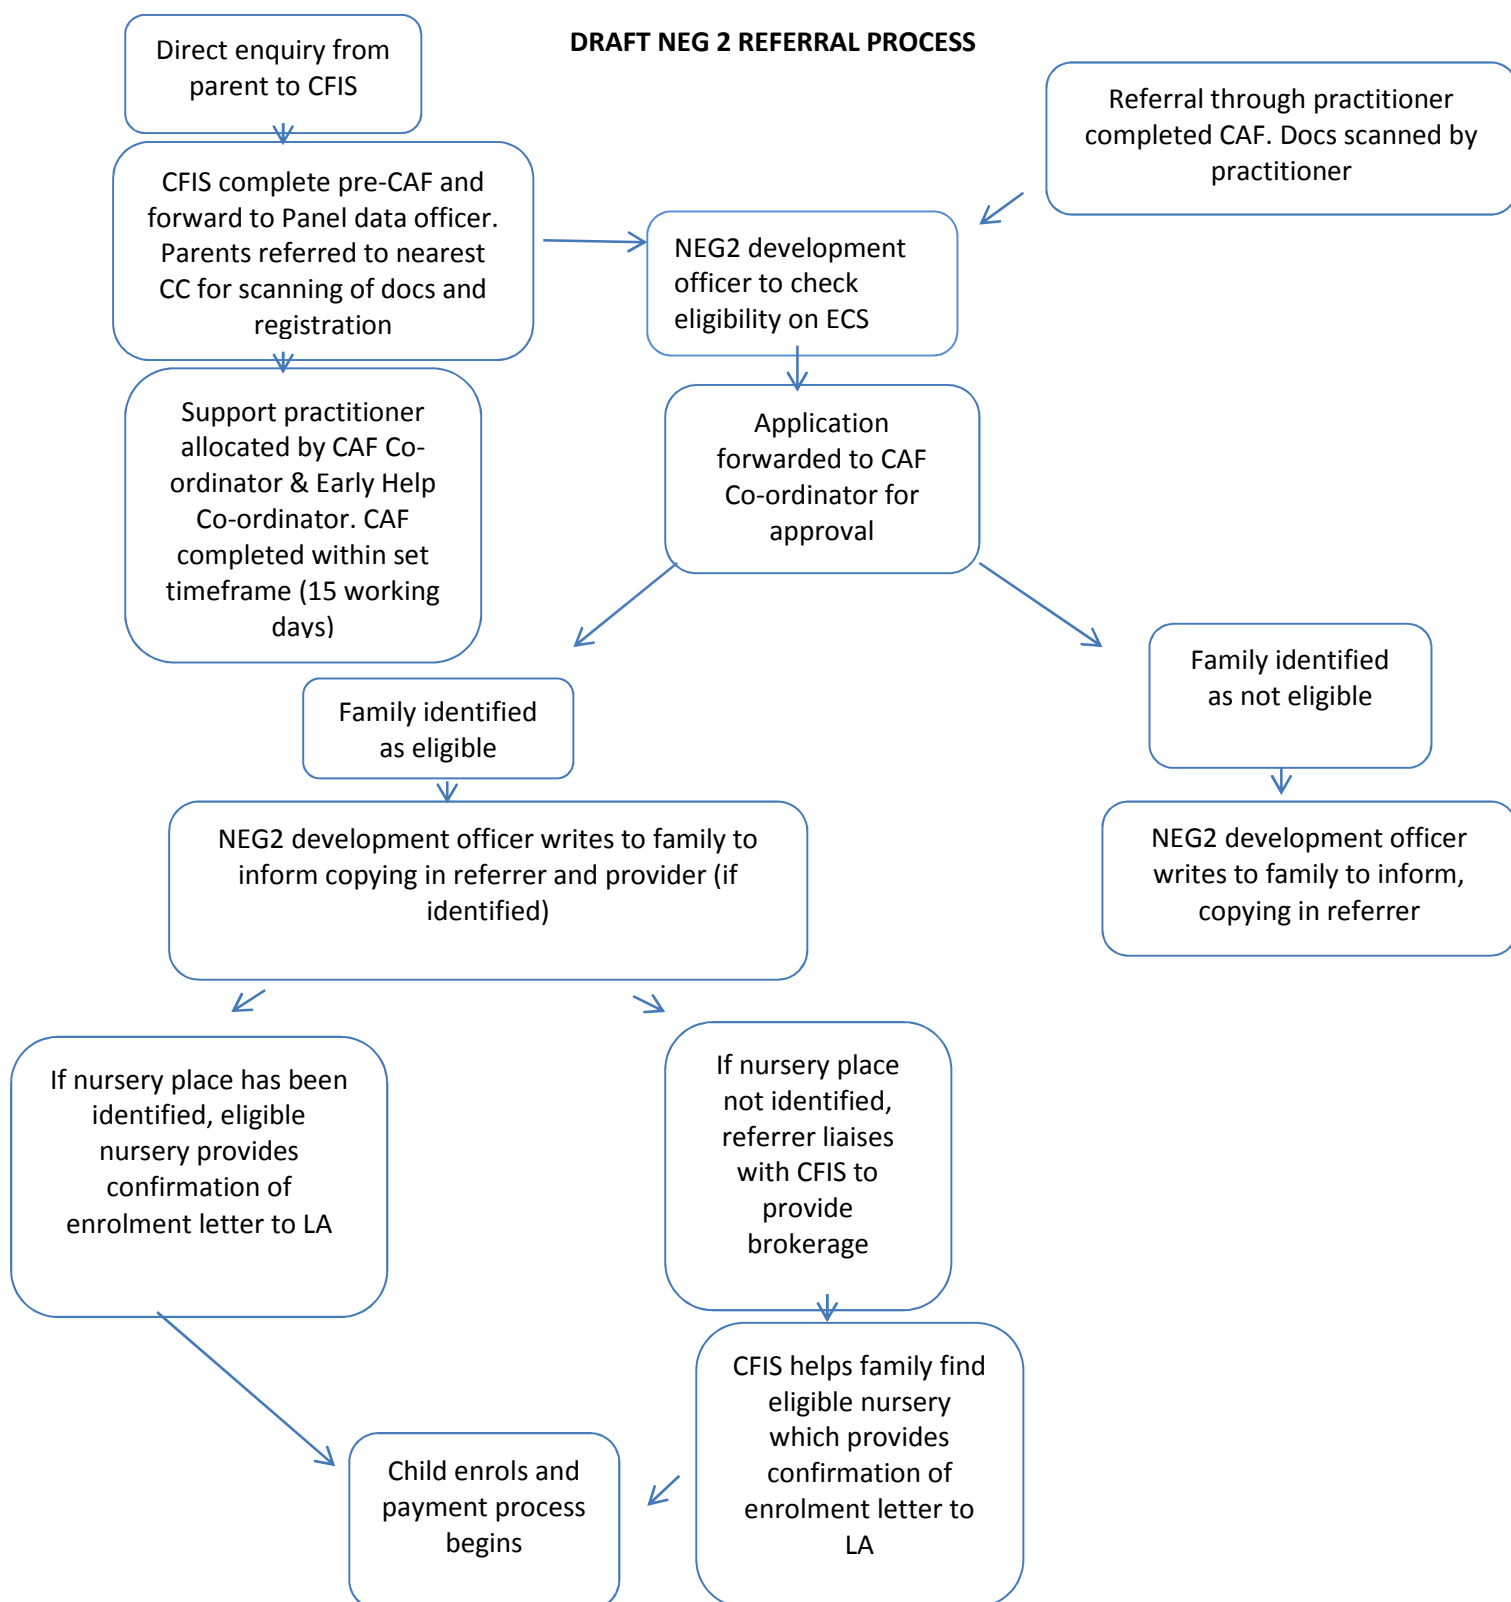 DRAFT NEG 2 REFERRAL PROCESS
Direct enquiry from
parent to CFIS
Referral through practitioner
completed CAF. Docs scanned by
practitioner
CFIS complete pre-CAF and
forward to Panel data officer.
Parents referred to nearest
CC for scanning of docs and
registration
NEG2 development
officer to check
eligibility on ECS
Support practitioner
allocated by CAF Co-
ordinator & Early Help
Co-ordinator. CAF
completed within set
timeframe (15 working
days)
Application
forwarded to CAF
Co-ordinator for
approval
Family identified
as eligible
Family identified
as not eligible
NEG2 development officer writes to family to
inform copying in referrer and provider (if
identified)
NEG2 development officer
writes to family to inform,
copying in referrer
If nursery place has been
identified, eligible
nursery provides
confirmation of
enrolment letter to LA
If nursery place
not identified,
referrer liaises
with CFIS to
provide
brokerage
CFIS helps family find
eligible nursery
which provides
confirmation of
enrolment letter to
LA
Child enrols and
payment process
begins